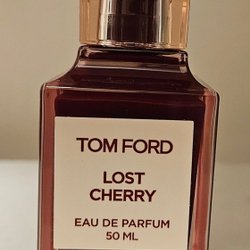 TOM FORD
LOST
CHERRY
EAU DE PARFUM
50 ML